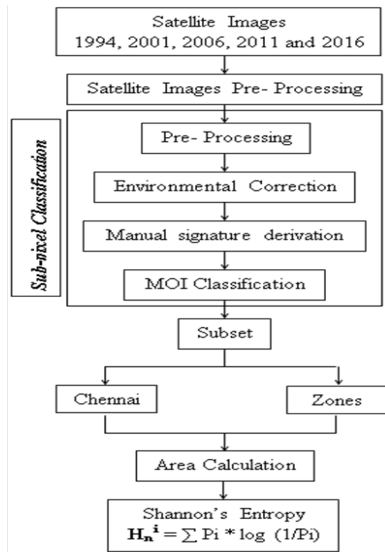 Satellite Images
1994, 2001, 2006, 2011 and 2016
Satellite Images Pre- Processing
Sub-nixel Classification
Pre- Processing
Environmental Correction
Manual signature derivation
MOI Classification
Subset
Chennai
Zones
Area Calculation
Shannon's Entropy
Hₙⁱ = ∑ Pi * log (1/Pi)